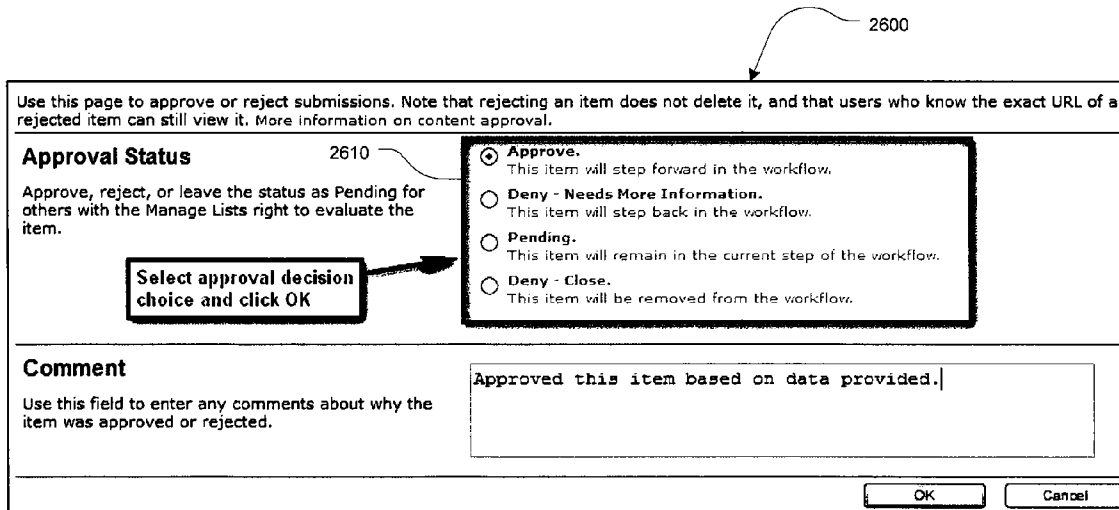 2600
Use this page to approve or reject submissions. Note that rejecting an item does not delete it, and that users who know the exact URL of a
rejected item can still view it. More information on content approval.
Approval Status
2610
Approve, reject, or leave the status as Pending for
others with the Manage Lists right to evaluate the
item.
Select approval decision
choice and click OK
Approve.
This item will step forward in the workflow.
Deny - Needs More Information.
This item will step back in the workflow.
Pending.
This item will remain in the current step of the workflow.
Deny - Close.
This item will be removed from the workflow.
Comment
Use this field to enter any comments about why the
item was approved or rejected.
Approved this item based on data provided.
OK
Cancel